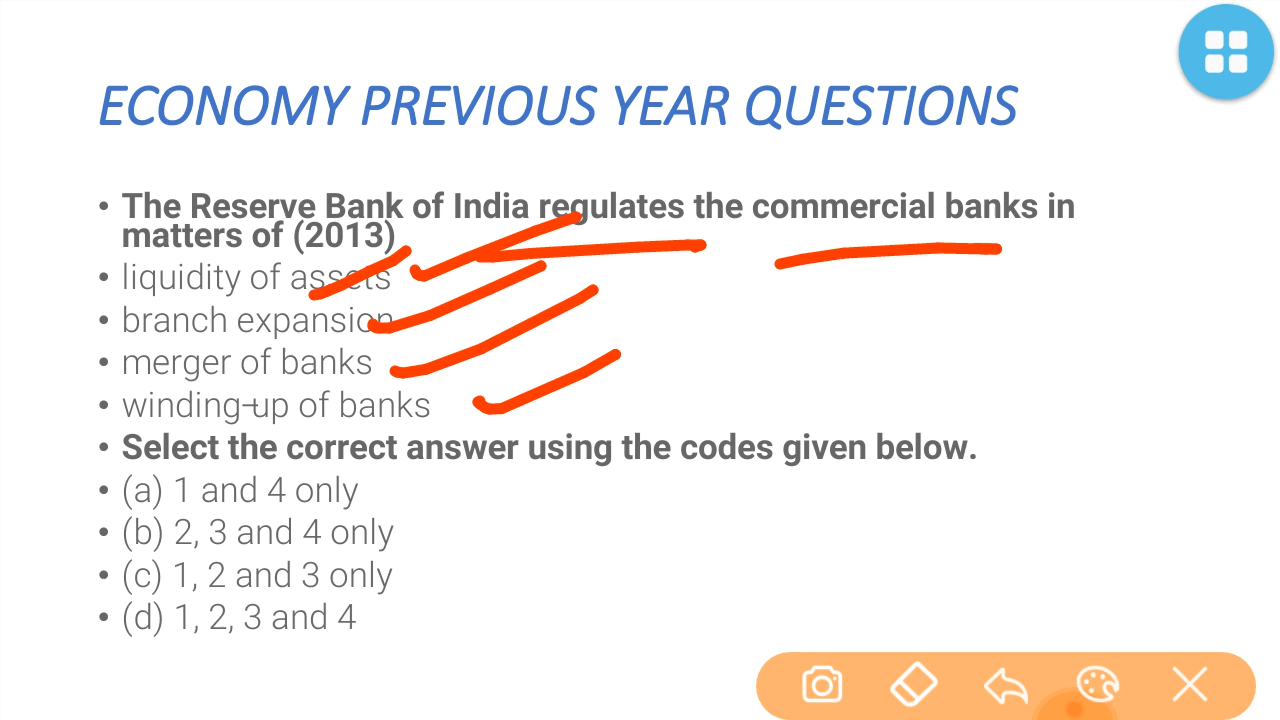 ECONOMY PREVIOUS YEAR QUESTIONS
• The Reserve Bank of India regulates the commercial banks in
matters of (2013)
• liquidity of assets
• branch expansion
• merger of banks
• winding-up of banks
• Select the correct answer using the codes given below.
• (a) 1 and 4 only
• (b) 2, 3 and 4 only
• (c) 1, 2 and 3 only
• (d) 1, 2, 3 and 4